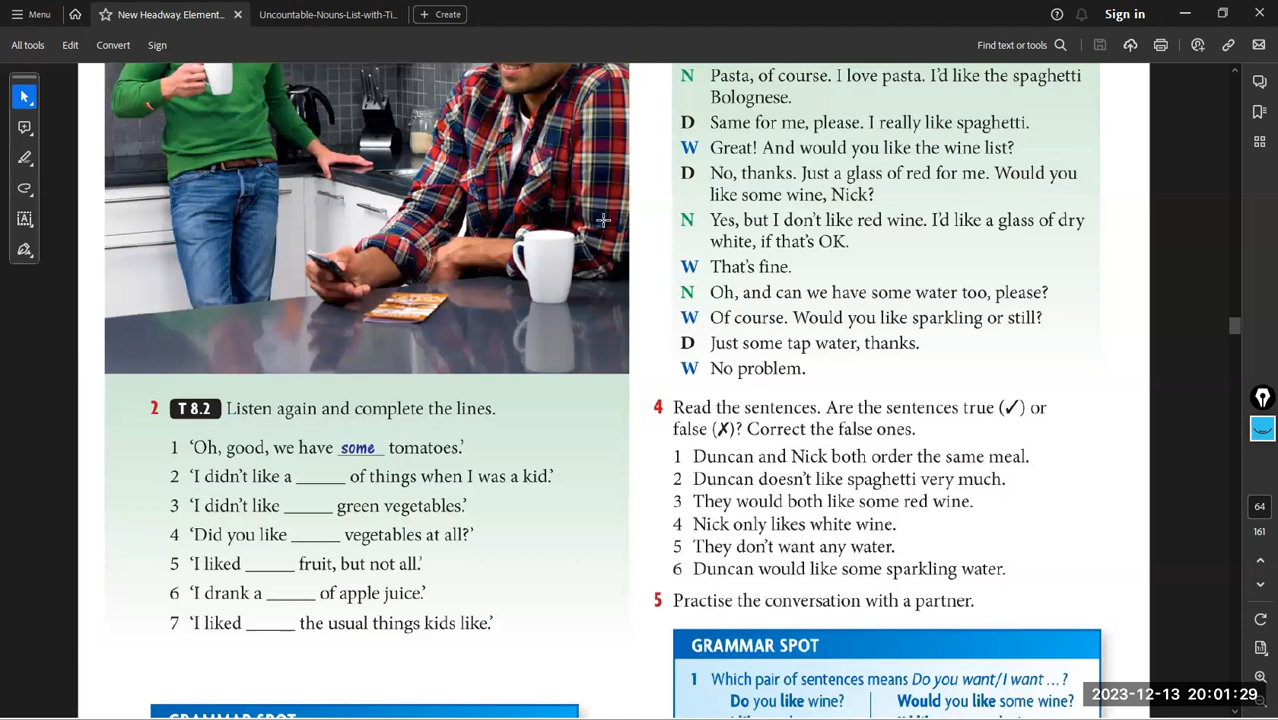 Menu
New Headway. Element...
Uncountable-Nouns-List-with-Ti...
Create
Sign in
All tools
Edit
Convert
Sign
Find text or tools
N Pasta, of course. I love pasta. I'd like the spaghetti
Bolognese.
D Same for me, please. I really like spaghetti.
W Great! And would you like the wine list?
D No, thanks. Just a glass of red for me. Would you
like some wine, Nick?
N Yes, but I don't like red wine. I'd like a glass of dry
white, if that's OK.
W That's fine.
N Oh, and can we have some water too, please?
W Of course. Would you like sparkling or still?
D Just some tap water, thanks.
W No problem.
2 T 8.2 Listen again and complete the lines.
1 'Oh, good, we have some tomatoes.'
2 'I didn't like a _____ of things when I was a kid.'
3 'I didn't like _____ green vegetables.'
4 'Did you like _____ vegetables at all?'
5 'I liked _____ fruit, but not all.'
6 'I drank a _____ of apple juice.'
7 'I liked _____ the usual things kids like.'
4 Read the sentences. Are the sentences true (✓) or
false (✗)? Correct the false ones.
1 Duncan and Nick both order the same meal.
2 Duncan doesn't like spaghetti very much.
3 They would both like some red wine.
4 Nick only likes white wine.
5 They don't want any water.
6 Duncan would like some sparkling water.
5 Practise the conversation with a partner.
GRAMMAR SPOT
1 Which pair of sentences means Do you want/I want ...?
Do you like wine?
Would you like some wine?
GRAMMAR SPOT
64
161
2023-12-13 20:01:29